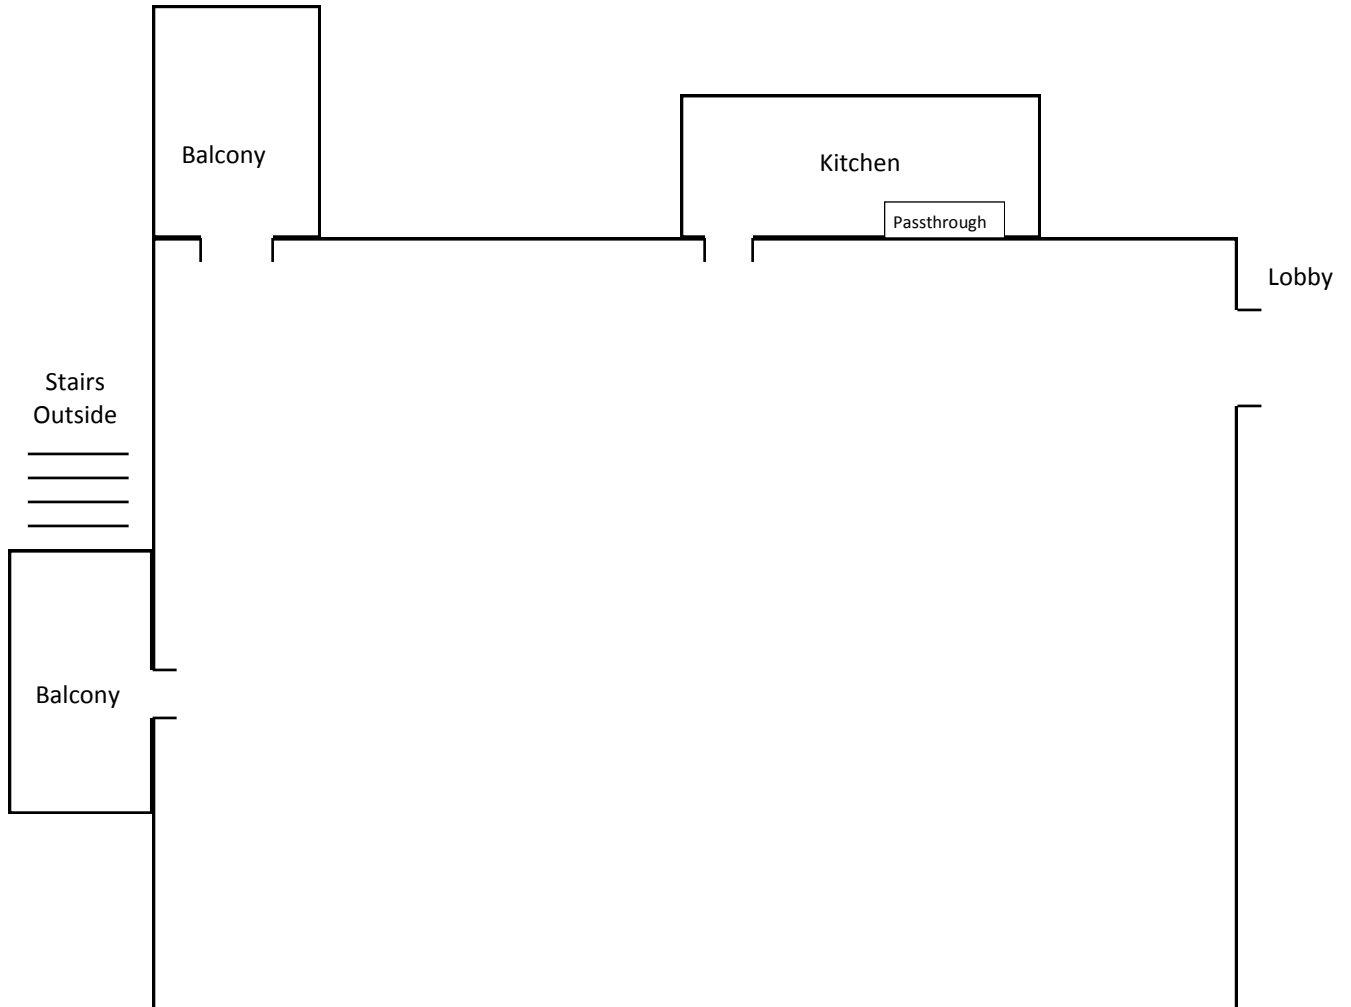 Balcony
Kitchen
Passthrough
Lobby
Stairs
Outside
Balcony